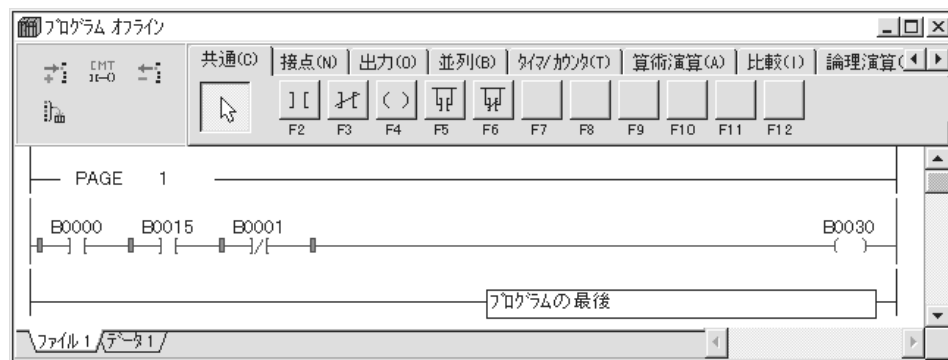 ﾌﾟﾛｸﾞﾗﾑ ｵﾌﾗｲﾝ
CMT
共通(C) 接点(N) 出力(O) 並列(B) ﾀｲﾏ/ｶｳﾝﾀ(T) 算術演算(A) 比較(I) 論理演算(
F2 F3 F4 F5 F6 F7 F8 F9 F10 F11 F12
PAGE 1
B0000 B0015 B0001 B0030
ﾌﾟﾛｸﾞﾗﾑの最後
ﾌｧｲﾙ 1 ﾃﾞｰﾀ 1